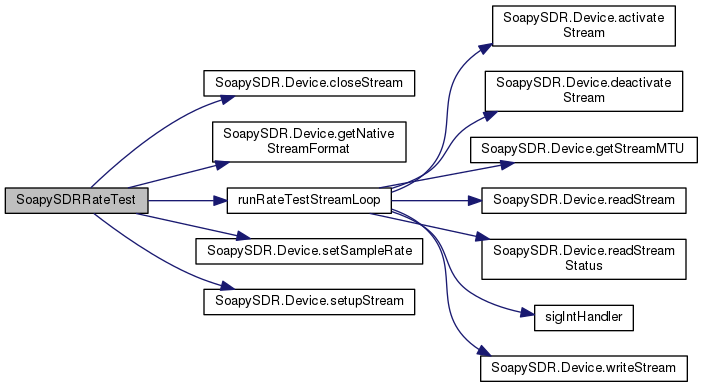 SoapySDRRateTest
SoapySDR.Device.closeStream
SoapySDR.Device.getNative
StreamFormat
runRateTestStreamLoop
SoapySDR.Device.setSampleRate
SoapySDR.Device.setupStream
SoapySDR.Device.activate
Stream
SoapySDR.Device.deactivate
Stream
SoapySDR.Device.getStreamMTU
SoapySDR.Device.readStream
SoapySDR.Device.readStream
Status
sigIntHandler
SoapySDR.Device.writeStream